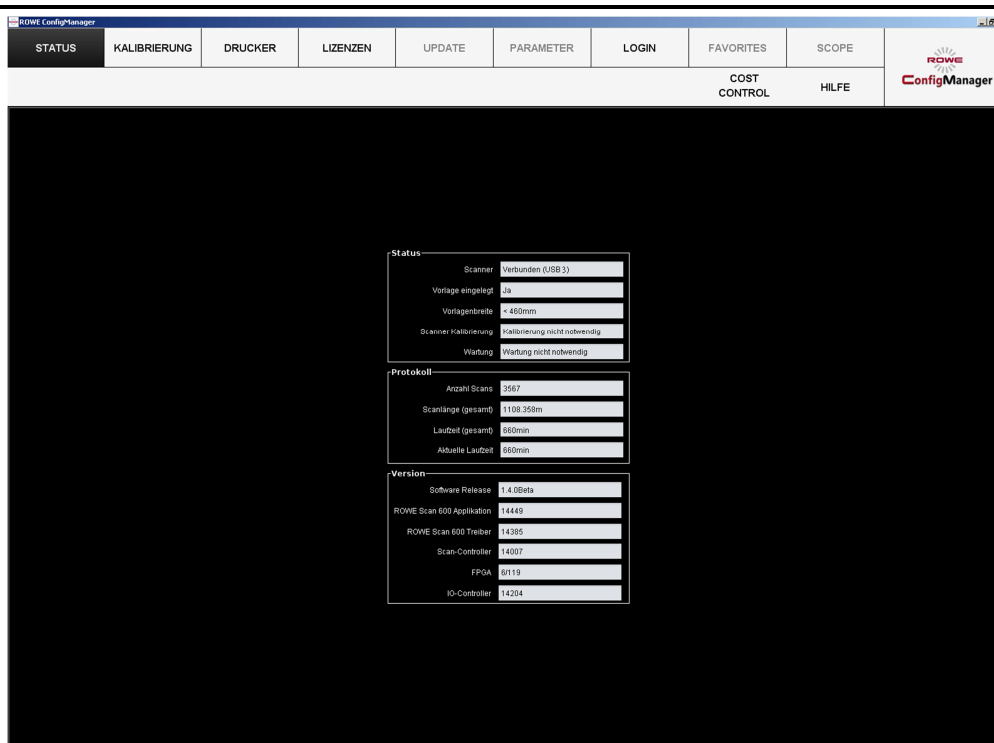 ROWE ConfigManager
STATUS KALIBRIERUNG DRUCKER LIZENZEN UPDATE PARAMETER LOGIN FAVORITES SCOPE
COST CONTROL HILFE
ROWE
ConfigManager
Status
Scanner Verbunden (USB 3)
Vorlage eingelegt Ja
Vorlagenbreite < 460mm
Scanner Kalibrierung Kalibrierung nicht notwendig
Wartung Wartung nicht notwendig
Protokoll
Anzahl Scans 3567
Scanlänge (gesamt) 1108.358m
Laufzeit (gesamt) 660min
Aktuelle Laufzeit 660min
Version
Software Release 1.4.0Beta
ROWE Scan 600 Applikation 14449
ROWE Scan 600 Treiber 14385
Scan-Controller 14007
FPGA 6/119
IO-Controller 14204